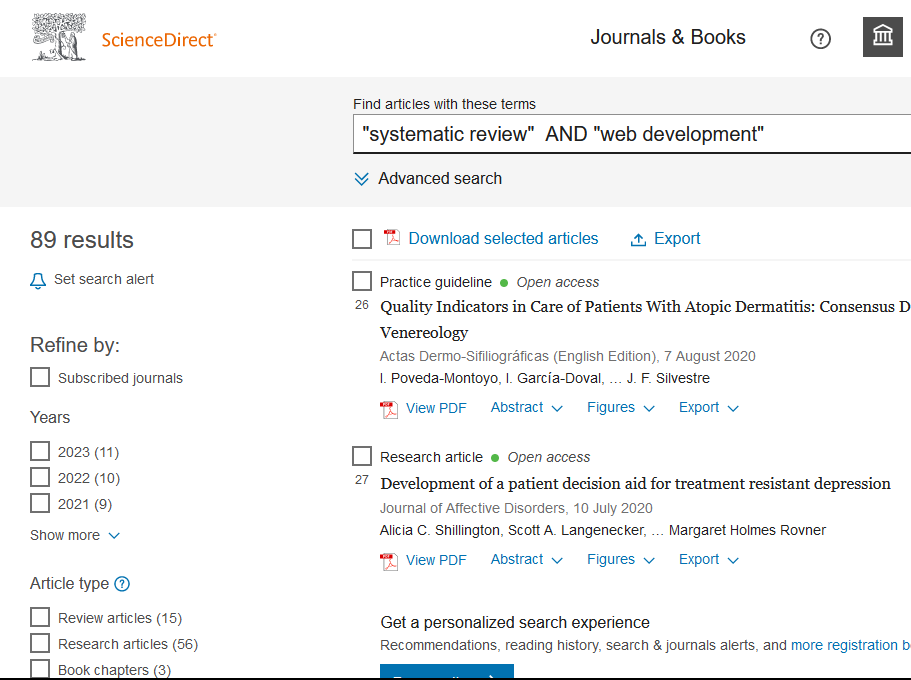 ScienceDirect
Journals & Books
Find articles with these terms
"systematic review"  AND "web development"
Advanced search
89 results
Set search alert
Refine by:
Subscribed journals
Years
2023 (11)
2022 (10)
2021 (9)
Show more
Article type
Review articles (15)
Research articles (56)
Book chapters (3)
Download selected articles
Export
Practice guideline Open access
26
Quality Indicators in Care of Patients With Atopic Dermatitis: Consensus D
Venereology
Actas Dermo-Sifiliográficas (English Edition), 7 August 2020
I. Poveda-Montoyo, I. García-Doval, … J. F. Silvestre
View PDF Abstract Figures Export
Research article Open access
27
Development of a patient decision aid for treatment resistant depression
Journal of Affective Disorders, 10 July 2020
Alicia C. Shillington, Scott A. Langenecker, … Margaret Holmes Rovner
View PDF Abstract Figures Export
Get a personalized search experience
Recommendations, reading history, search & journals alerts, and more registration b